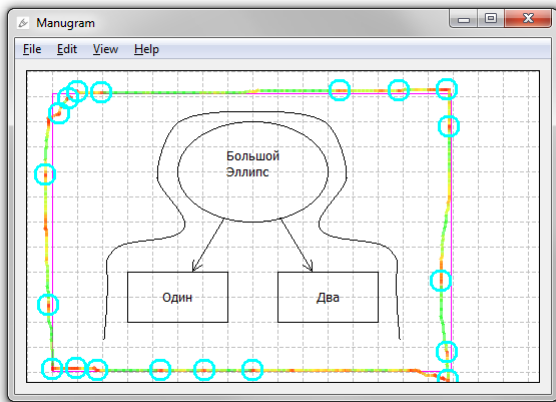 Manugram
File Edit View Help
Большой
Эллипс
Один Два